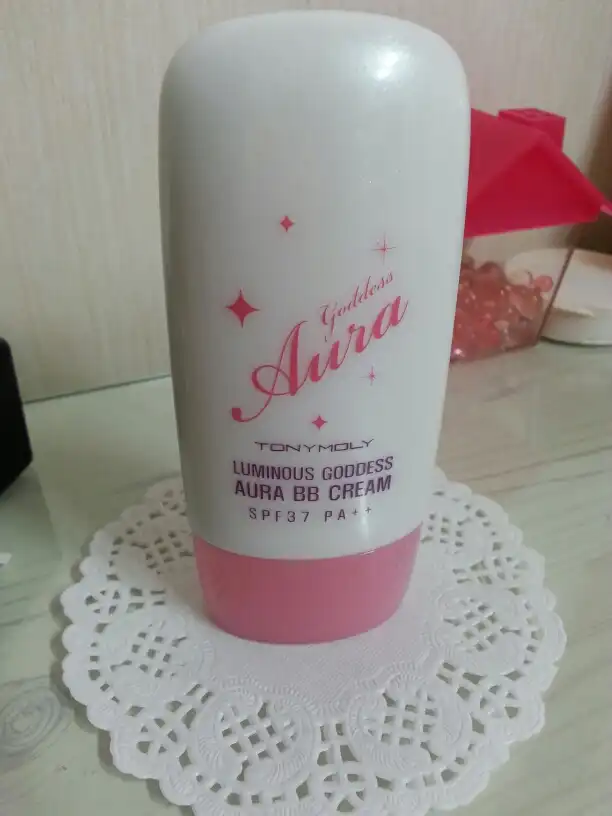 Goddess
Aura
TONYMOLY
LUMINOUS GODDESS
AURA BB CREAM
SPF37 PA++